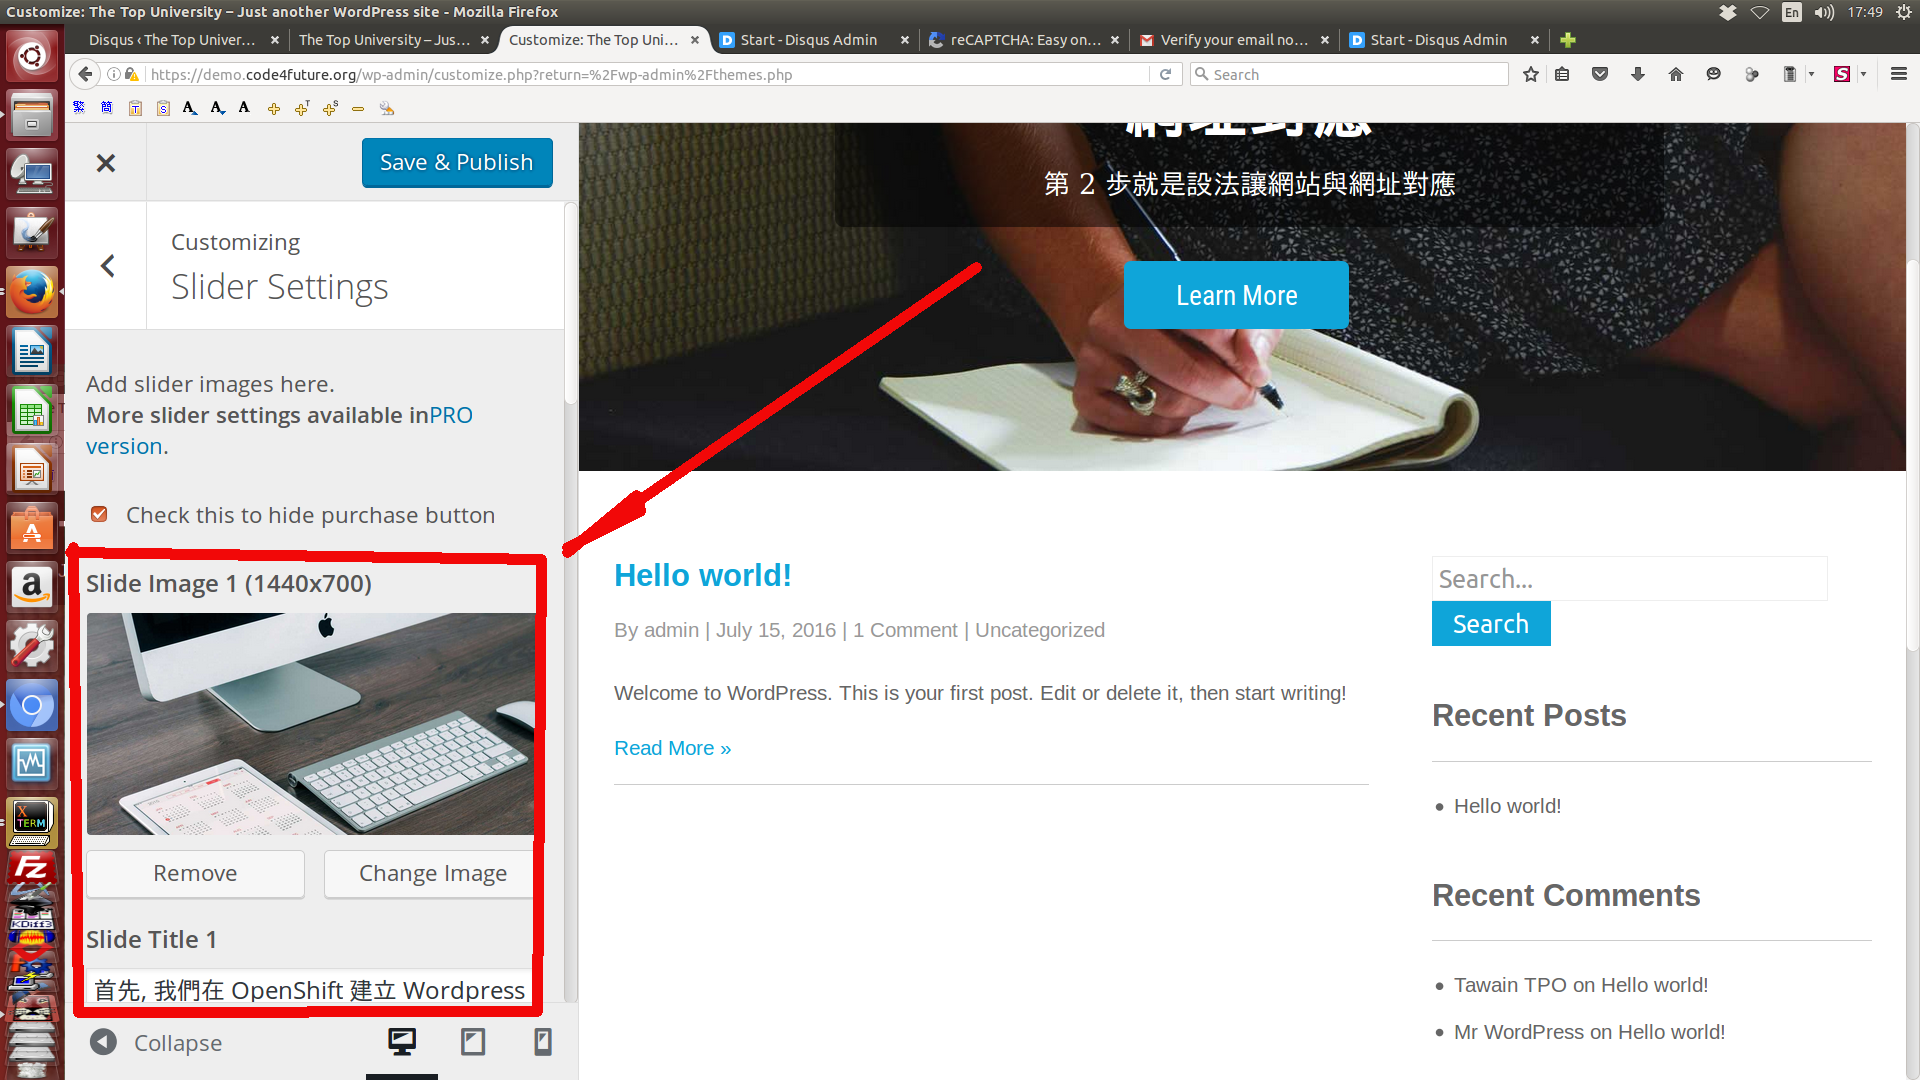 Customize: The Top University – Just another WordPress site - Mozilla Firefox
En
17:49
Disqus ‹ The Top Univer...
The Top University – Jus...
Customize: The Top Uni...
Start - Disqus Admin
reCAPTCHA: Easy on...
Verify your email no...
Start - Disqus Admin
https://demo.code4future.org/wp-admin/customize.php?return=%2Fwp-admin%2Fthemes.php
Search
Save & Publish
Customizing
Slider Settings
Add slider images here.
More slider settings available inPRO
version.
Check this to hide purchase button
Slide Image 1 (1440x700)
Remove
Change Image
Slide Title 1
首先, 我們在 OpenShift 建立 Wordpress
Collapse
網址對應
第 2 步就是設法讓網站與網址對應
Learn More
Hello world!
By admin | July 15, 2016 | 1 Comment | Uncategorized
Welcome to WordPress. This is your first post. Edit or delete it, then start writing!
Read More »
Search...
Search
Recent Posts
Hello world!
Recent Comments
Tawain TPO on Hello world!
Mr WordPress on Hello world!